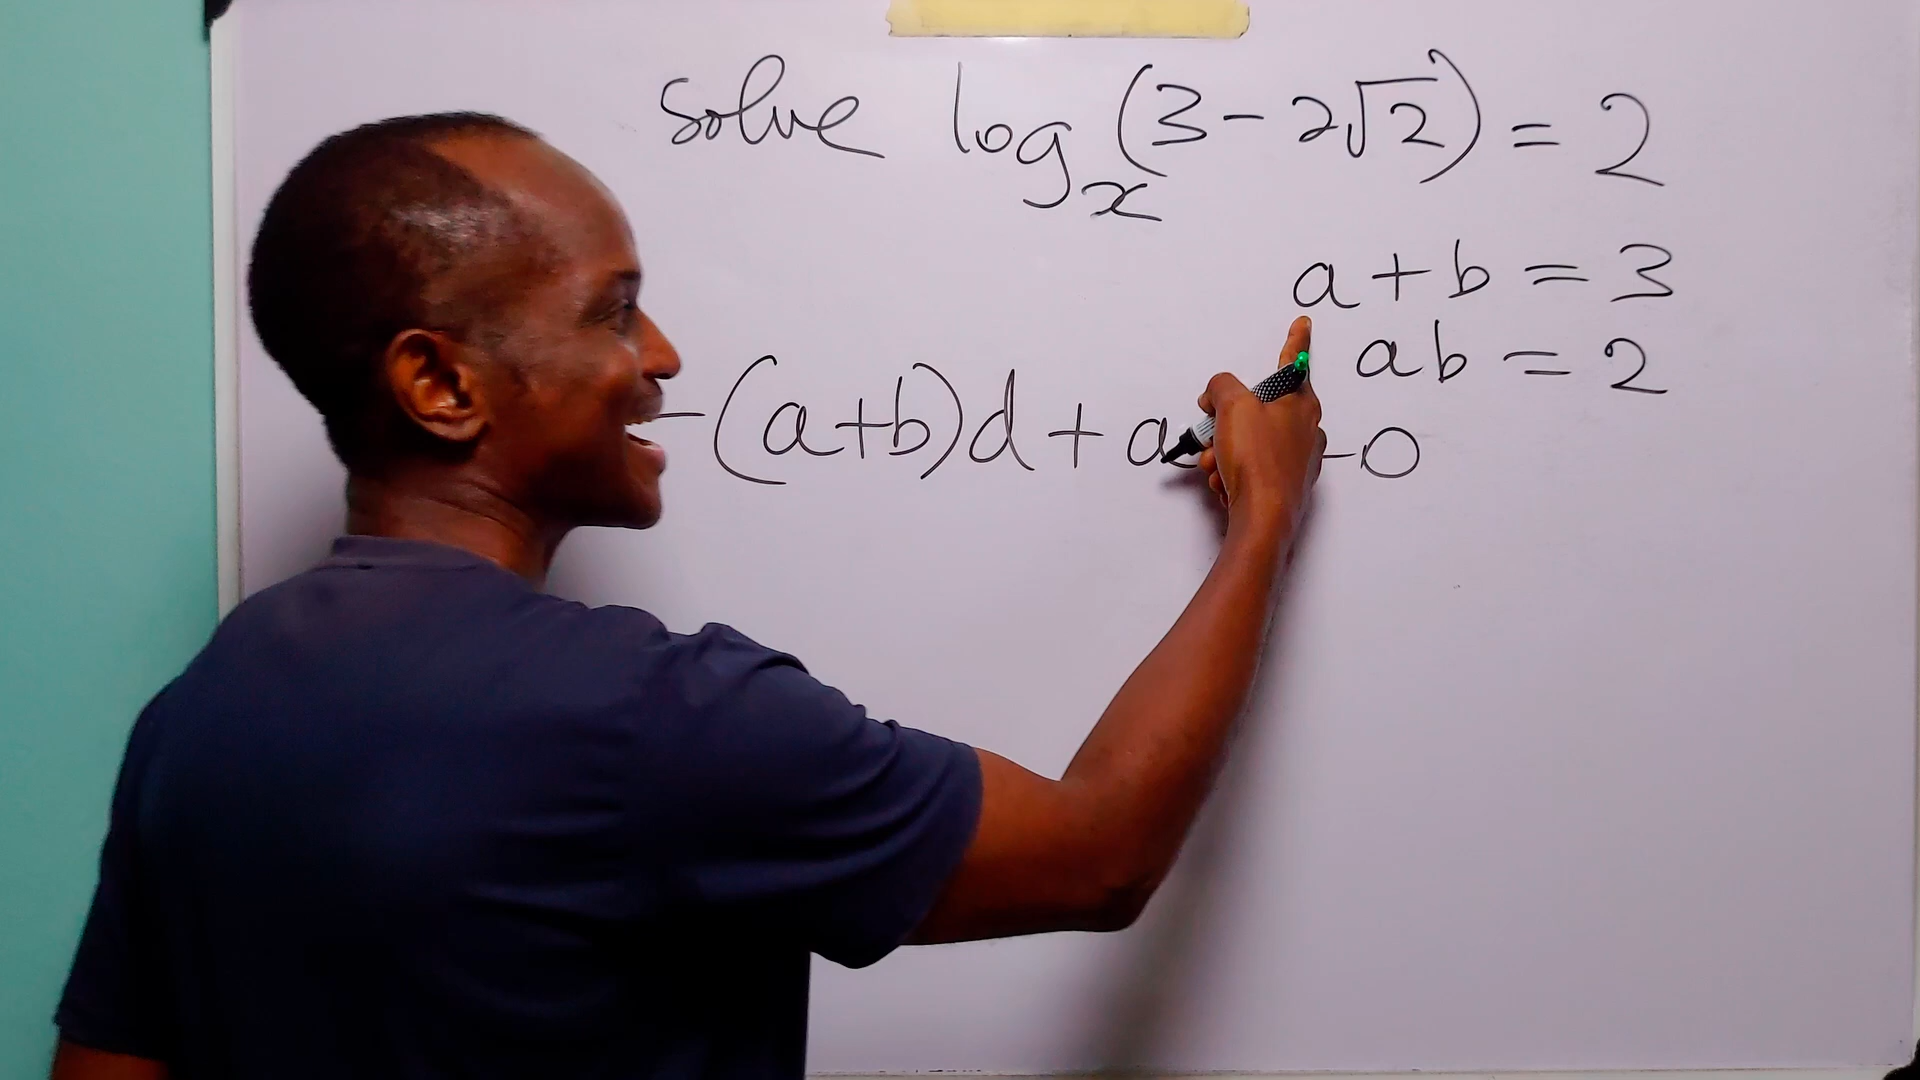 solve log_x (3 - 2√2) = 2
a + b = 3
ab = 2
-(a+b)d + a
0